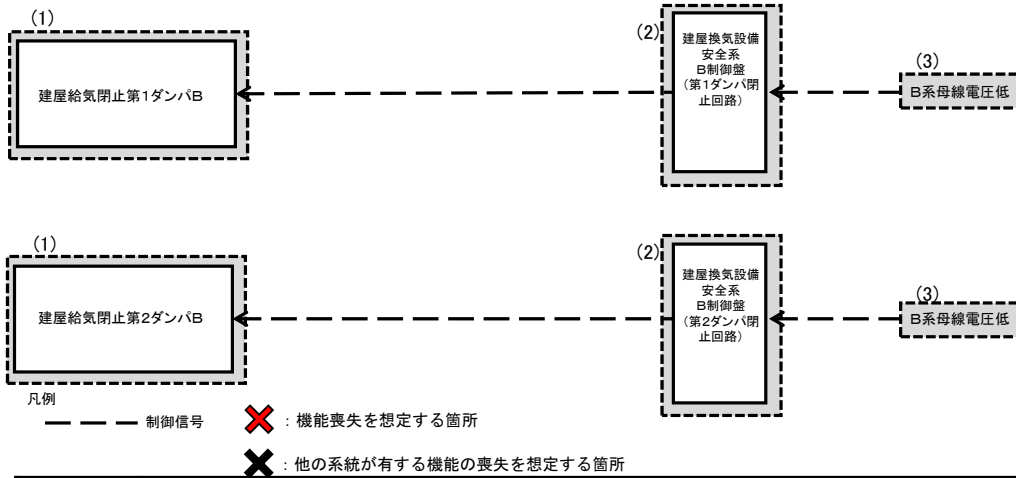 (1)
建屋給気閉止第1ダンパB
(2)
建屋換気設備
安全系
B制御盤
(第1ダンパ閉
止回路)
(3)
B系母線電圧低
(1)
建屋給気閉止第2ダンパB
(2)
建屋換気設備
安全系
B制御盤
(第2ダンパ閉
止回路)
(3)
B系母線電圧低
凡例
制御信号
：機能喪失を想定する箇所
：他の系統が有する機能の喪失を想定する箇所